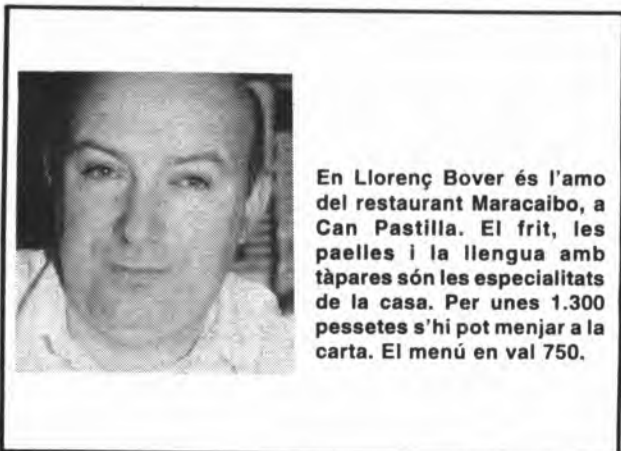 En Llorenç Bover és l'amo
del restaurant Maracaibo, a
Can Pastilla. El frit, les
paelles i la llengua amb
tàpares són les especialitats
de la casa. Per unes 1.300
pessetes s'hi pot menjar a la
carta. El menú en val 750.